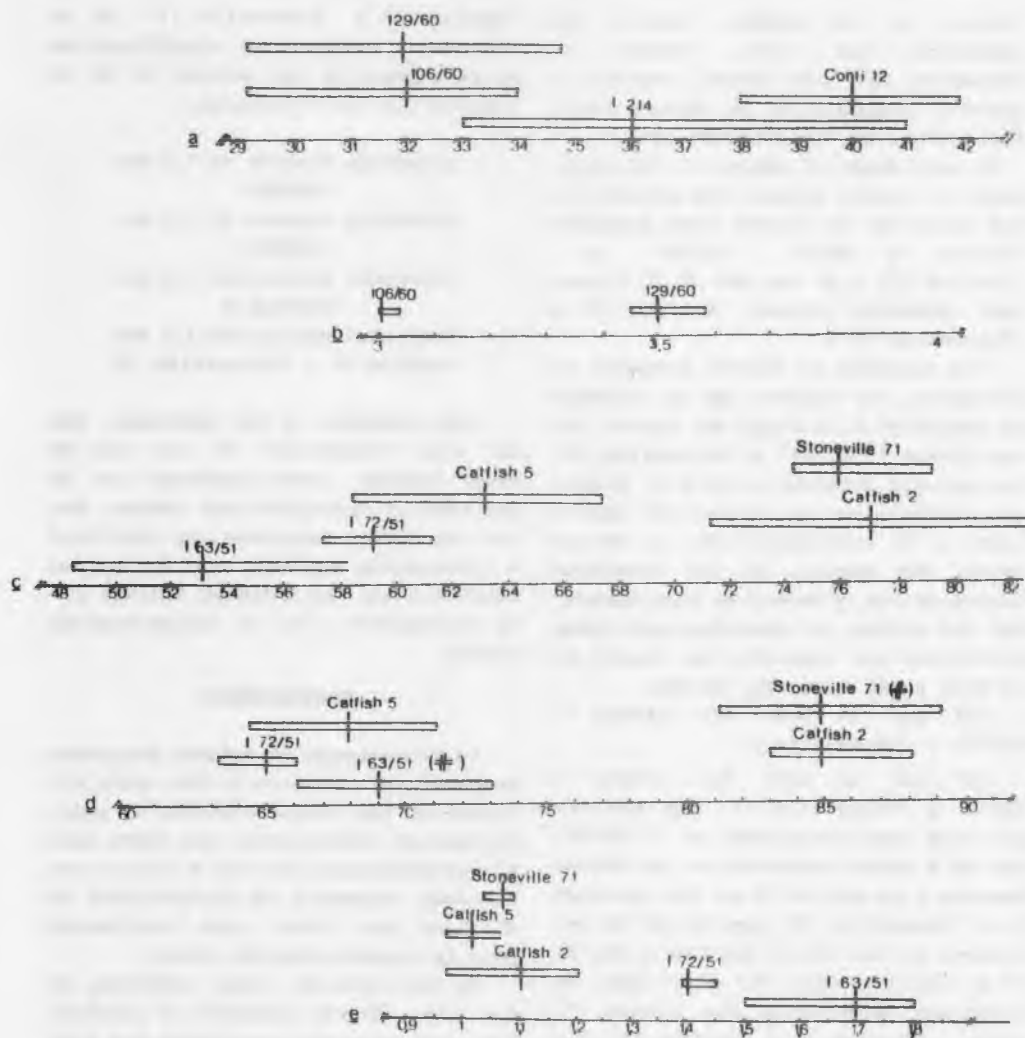 129/60
106/60
Conti 12
I 214
a 29 30 31 32 33 34 35 36 37 38 39 40 41 42
106/60 129/60
b 3 3,5 4
Stoneville 71
Catfish 5
Catfish 2
I 72/51
I 63/51
c 48 50 52 54 56 58 60 62 64 66 68 70 72 74 76 78 80 82
Stoneville 71 (#)
Catfish 5
I 72/51 Catfish 2
I 63/51 (#)
d 60 65 70 75 80 85 90
Stoneville 71
Catfish 5
Catfish 2
I 72/51
I 63/51
e 0,9 1 1,1 1,2 1,3 1,4 1,5 1,6 1,7 1,8